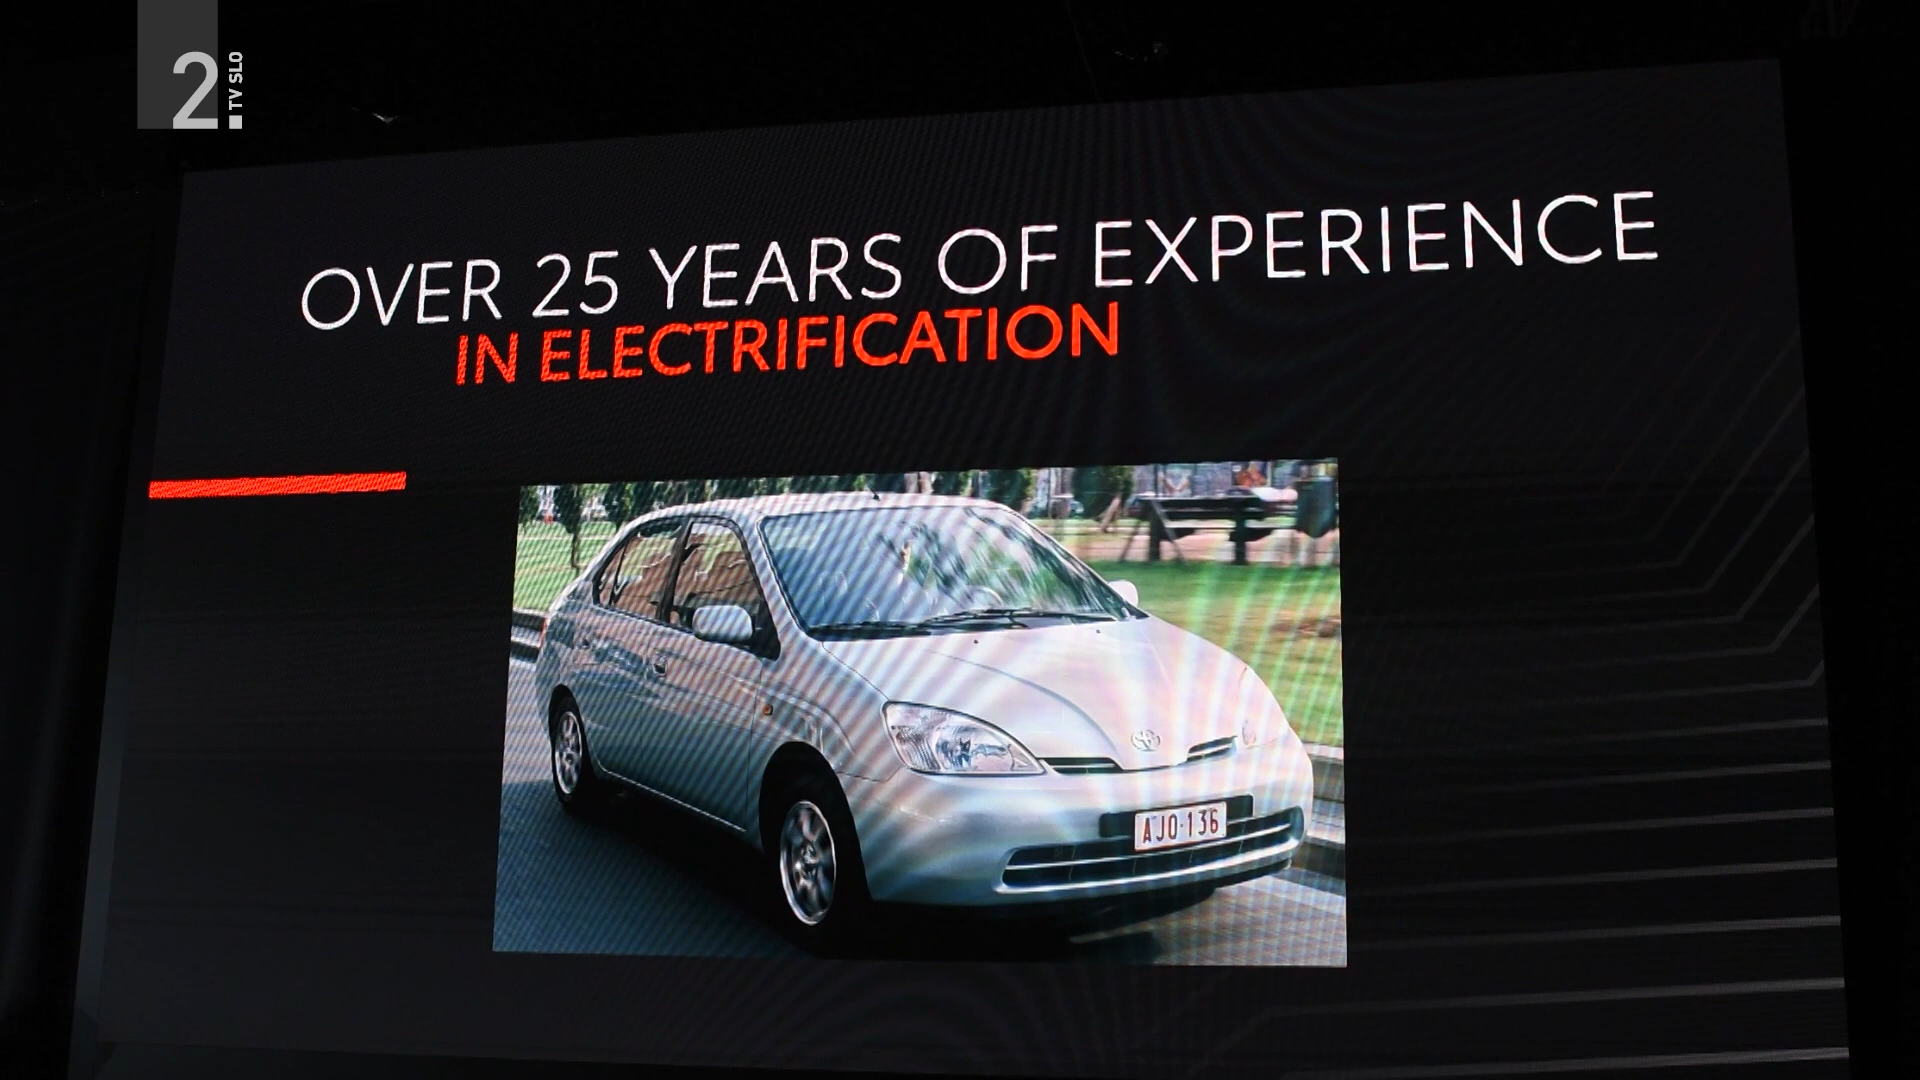 2. TV SLO
OVER 25 YEARS OF EXPERIENCE
IN ELECTRIFICATION
AJO·136